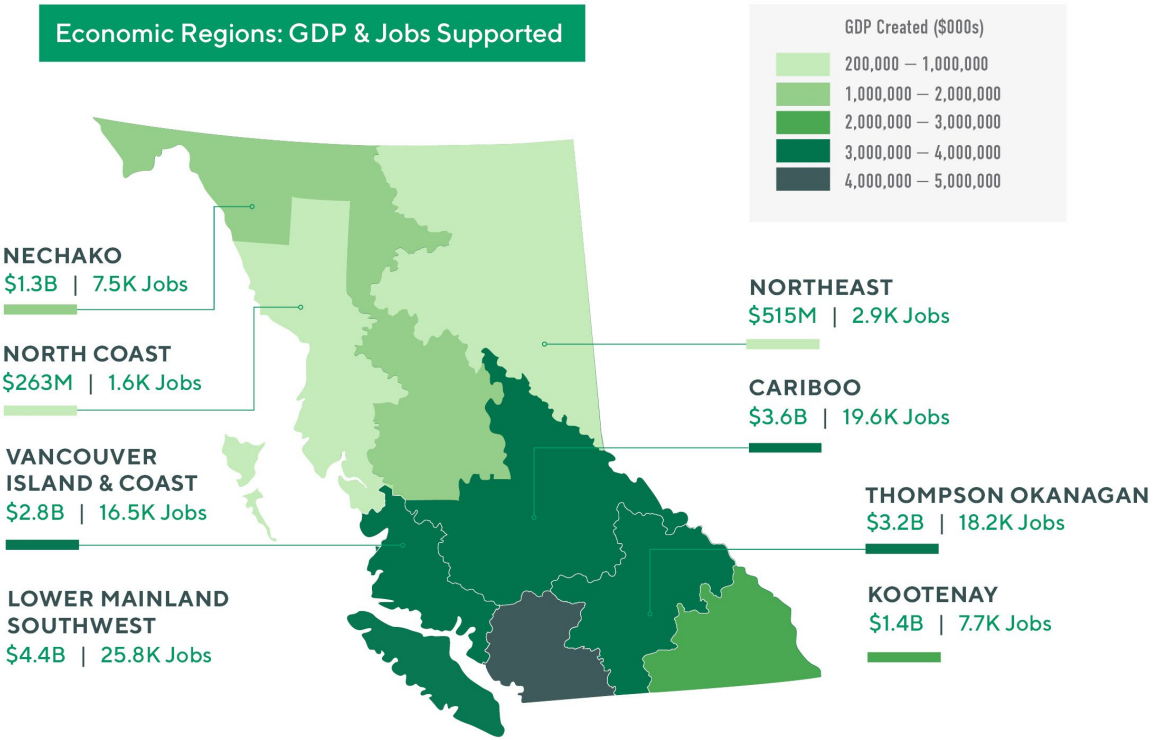 Economic Regions: GDP & Jobs Supported
GDP Created ($000s)
200,000 – 1,000,000
1,000,000 – 2,000,000
2,000,000 – 3,000,000
3,000,000 – 4,000,000
4,000,000 – 5,000,000
NECHAKO
$1.3B | 7.5K Jobs
NORTH COAST
$263M | 1.6K Jobs
VANCOUVER
ISLAND & COAST
$2.8B | 16.5K Jobs
LOWER MAINLAND
SOUTHWEST
$4.4B | 25.8K Jobs
NORTHEAST
$515M | 2.9K Jobs
CARIBOO
$3.6B | 19.6K Jobs
THOMPSON OKANAGAN
$3.2B | 18.2K Jobs
KOOTENAY
$1.4B | 7.7K Jobs